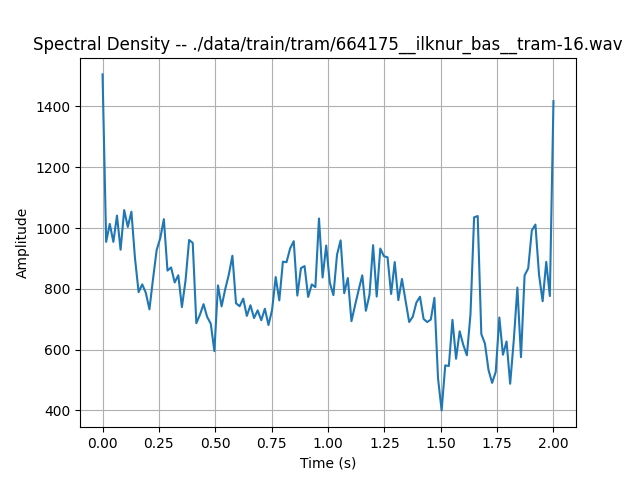 Spectral Density -- ./data/train/tram/664175__ilknur_bas__tram-16.wav
1400
1200
1000
800
600
400
Amplitude
0.00 0.25 0.50 0.75 1.00 1.25 1.50 1.75 2.00
Time (s)